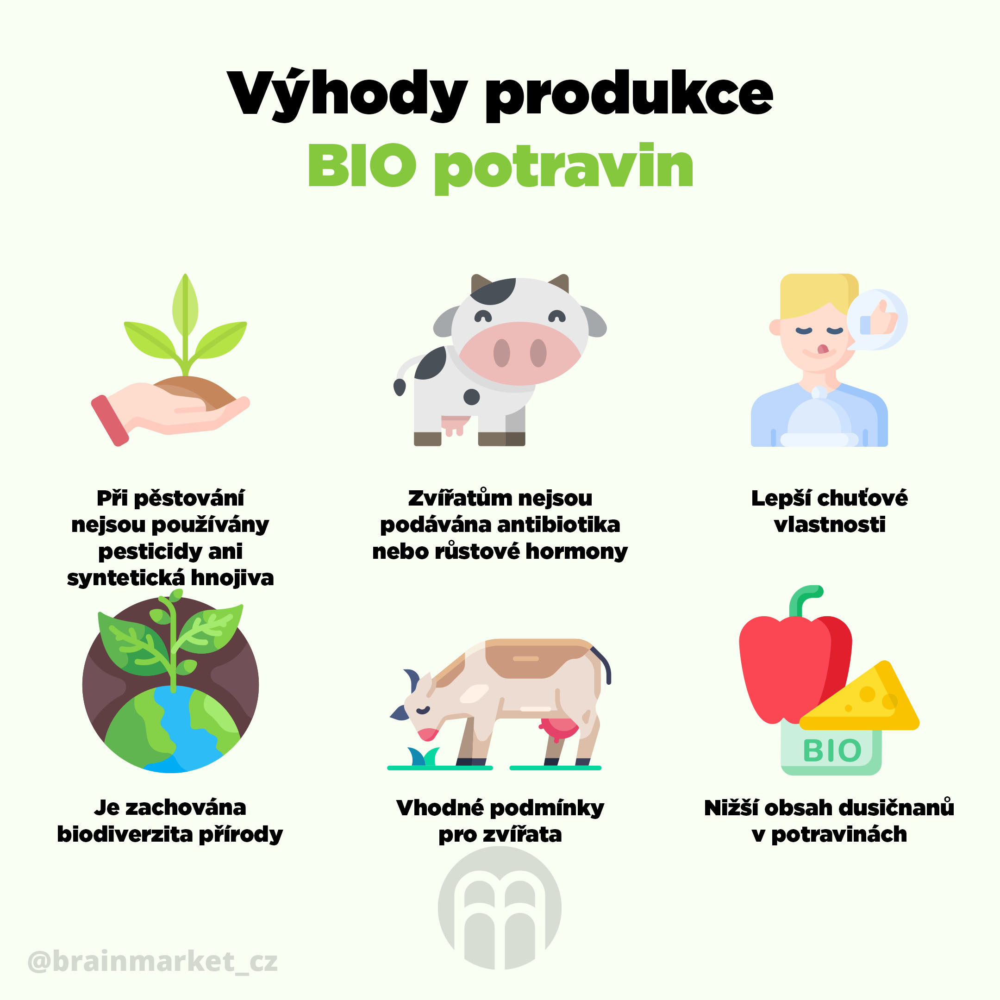 Výhody produkce
BIO potravin
Při pěstování
nejsou používány
pesticidy ani
syntetická hnojiva
Zvířatům nejsou
podávána antibiotika
nebo růstové hormony
Lepší chuťové
vlastnosti
Je zachována
biodiverzita přírody
Vhodné podmínky
pro zvířata
BIO
Nižší obsah dusičnanů
v potravinách
@brainmarket_cz